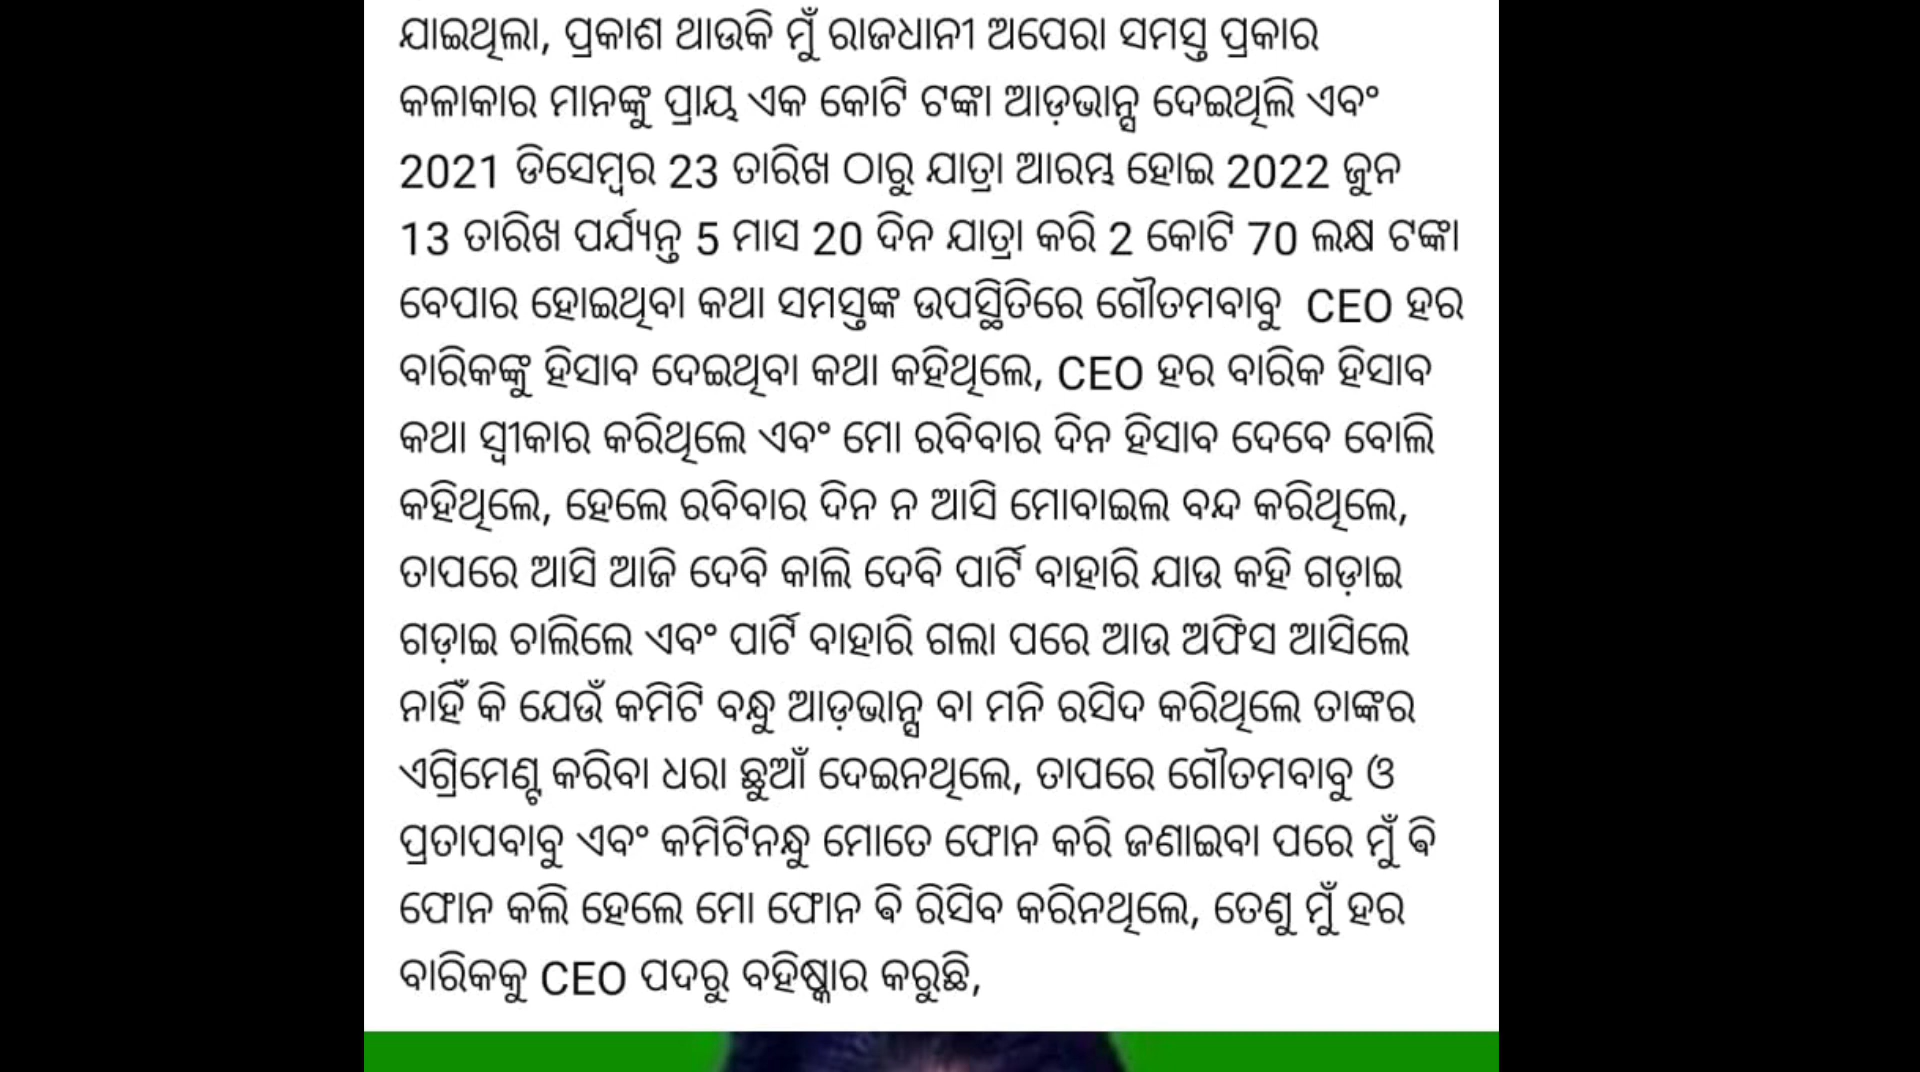 ଯାଇଥିଲା, ପ୍ରକାଶ ଥାଉକି ମୁଁ ରାଜଧାନୀ ଅପେରା ସମସ୍ତ ପ୍ରକାର
କଳାକାର ମାନଙ୍କୁ ପ୍ରାୟ ଏକ କୋଟି ଟଙ୍କା ଆଡ଼ଭାନ୍ସ ଦେଇଥିଲି ଏବଂ
2021 ଡିସେମ୍ବର 23 ତାରିଖ ଠାରୁ ଯାତ୍ରା ଆରମ୍ଭ ହୋଇ 2022 ଜୁନ
13 ତାରିଖ ପର୍ଯ୍ୟନ୍ତ 5 ମାସ 20 ଦିନ ଯାତ୍ରା କରି 2 କୋଟି 70 ଲକ୍ଷ ଟଙ୍କା
ବେପାର ହୋଇଥିବା କଥା ସମସ୍ତଙ୍କ ଉପସ୍ଥିତିରେ ଗୌତମବାବୁ CEO ହର
ବାରିକଙ୍କୁ ହିସାବ ଦେଇଥିବା କଥା କହିଥିଲେ, CEO ହର ବାରିକ ହିସାବ
କଥା ସ୍ୱୀକାର କରିଥିଲେ ଏବଂ ମୋ ରବିବାର ଦିନ ହିସାବ ଦେବେ ବୋଲି
କହିଥିଲେ, ହେଲେ ରବିବାର ଦିନ ନ ଆସି ମୋବାଇଲ ବନ୍ଦ କରିଥିଲେ,
ତାପରେ ଆସି ଆଜି ଦେବି କାଲି ଦେବି ପାର୍ଟି ବାହାରି ଯାଉ କହି ଗଡ଼ାଇ
ଗଡ଼ାଇ ଚାଲିଲେ ଏବଂ ପାର୍ଟି ବାହାରି ଗଲା ପରେ ଆଉ ଅଫିସ ଆସିଲେ
ନାହିଁ କି ଯେଉଁ କମିଟି ବନ୍ଧୁ ଆଡ଼ଭାନ୍ସ ବା ମନି ରସିଦ କରିଥିଲେ ତାଙ୍କର
ଏଗ୍ରିମେଣ୍ଟ କରିବା ଧରା ଛୁଆଁ ଦେଇନଥିଲେ, ତାପରେ ଗୌତମବାବୁ ଓ
ପ୍ରତାପବାବୁ ଏବଂ କମିଟିନନ୍ଧୁ ମୋତେ ଫୋନ କରି ଜଣାଇବା ପରେ ମୁଁ ଵି
ଫୋନ କଲି ହେଲେ ମୋ ଫୋନ ଵି ରିସିବ କରିନଥିଲେ, ତେଣୁ ମୁଁ ହର
ବାରିକକୁ CEO ପଦରୁ ବହିଷ୍କାର କରୁଛି,